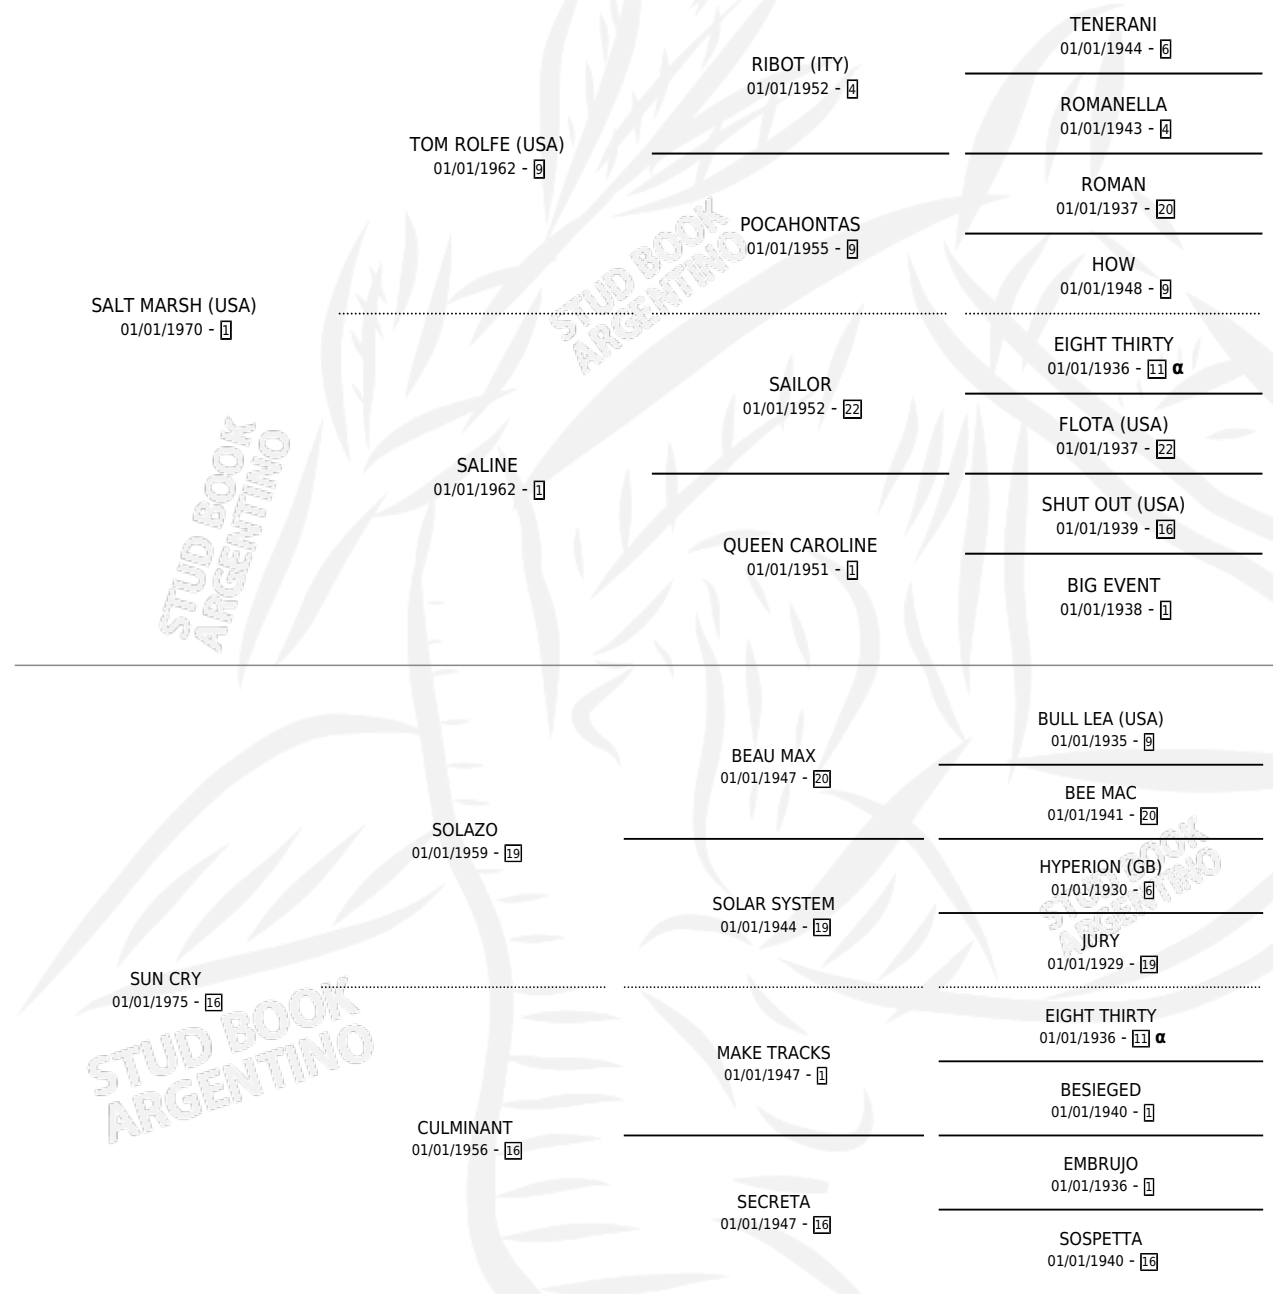 TENERANI
01/01/1944 - 6
RIBOT (ITY)
01/01/1952 - 4
ROMANELLA
01/01/1943 - 4
TOM ROLFE (USA)
01/01/1962 - 9
ROMAN
01/01/1937 - 20
POCAHONTAS
01/01/1955 - 9
HOW
01/01/1948 - 9
SALT MARSH (USA)
01/01/1970 - 1
EIGHT THIRTY
01/01/1936 - 11 α
SAILOR
01/01/1952 - 22
FLOTA (USA)
01/01/1937 - 22
SALINE
01/01/1962 - 1
SHUT OUT (USA)
01/01/1939 - 16
QUEEN CAROLINE
01/01/1951 - 1
BIG EVENT
01/01/1938 - 1
BULL LEA (USA)
01/01/1935 - 9
BEAU MAX
01/01/1947 - 20
BEE MAC
01/01/1941 - 20
SOLAZO
01/01/1959 - 19
HYPERION (GB)
01/01/1930 - 6
SOLAR SYSTEM
01/01/1944 - 19
JURY
01/01/1929 - 19
SUN CRY
01/01/1975 - 16
EIGHT THIRTY
01/01/1936 - 11 α
MAKE TRACKS
01/01/1947 - 1
BESIEGED
01/01/1940 - 1
CULMINANT
01/01/1956 - 16
EMBRUJO
01/01/1936 - 1
SECRETA
01/01/1947 - 16
SOSPETTA
01/01/1940 - 16
STUD BOOK
ARGENTINO
STUD BOOK
ARGENTINO
STUD BOOK
ARGENTINO
STUD BOOK
ARGENTINO